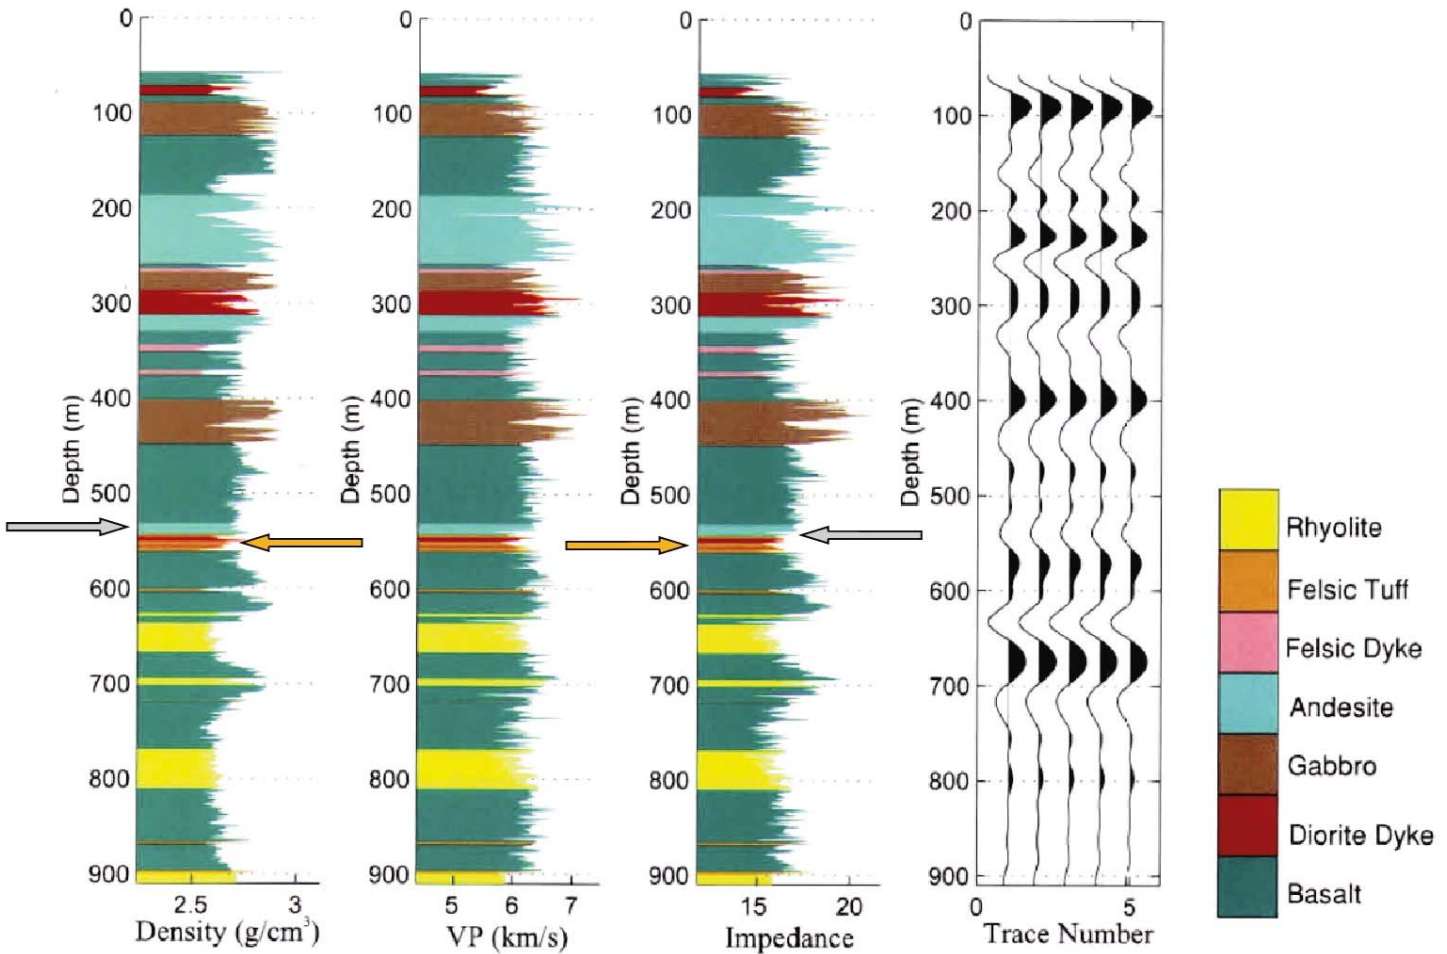 0
100
200
300
400
500
600
700
800
900
Depth (m)
2.5 3
Density (g/cm³)
0
100
200
300
400
500
600
700
800
900
Depth (m)
5 6 7
VP (km/s)
0
100
200
300
400
500
600
700
800
900
Depth (m)
15 20
Impedance
0
100
200
300
400
500
600
700
800
900
Depth (m)
0 5
Trace Number
Rhyolite
Felsic Tuff
Felsic Dyke
Andesite
Gabbro
Diorite Dyke
Basalt